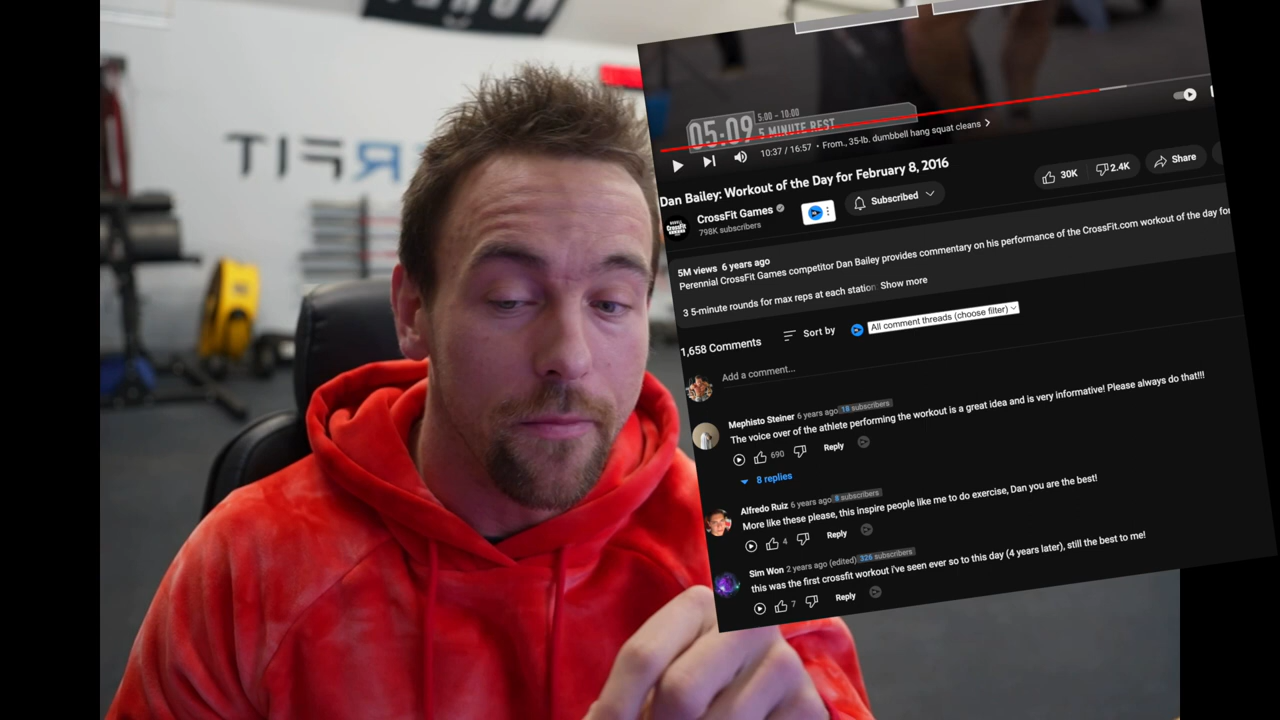 RFIT
05:09
5:00 - 10:00
5 MINUTE REST
10:37 / 16:57 • From., 35-lb. dumbbell hang squat cleans
Dan Bailey: Workout of the Day for February 8, 2016
CrossFit Games
798K subscribers
Subscribed
30K
2.4K
Share
5M views 6 years ago
Perennial CrossFit Games competitor Dan Bailey provides commentary on his performance of the CrossFit.com workout of the day for
3 5-minute rounds for max reps at each station Show more
1,658 Comments
Sort by
All comment threads (choose filter)
Add a comment...
Mephisto Steiner 6 years ago 18 subscribers
The voice over of the athlete performing the workout is a great idea and is very informative! Please always do that!!!
690
Reply
8 replies
Alfredo Ruiz 6 years ago 8 subscribers
More like these please, this inspire people like me to do exercise, Dan you are the best!
4
Reply
Sim Won 2 years ago (edited) 326 subscribers
this was the first crossfit workout i've seen ever so to this day (4 years later), still the best to me!
7
Reply